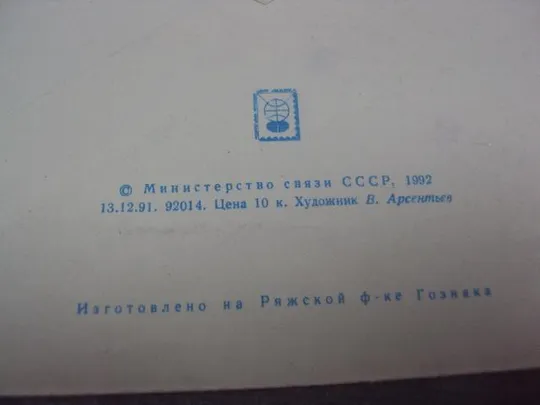 © Министерство связи СССР, 1992
13.12.91. 92014. Цена 10 к. Художник В. Арсентьев
Изготовлено на Ряжской ф-ке Гознака